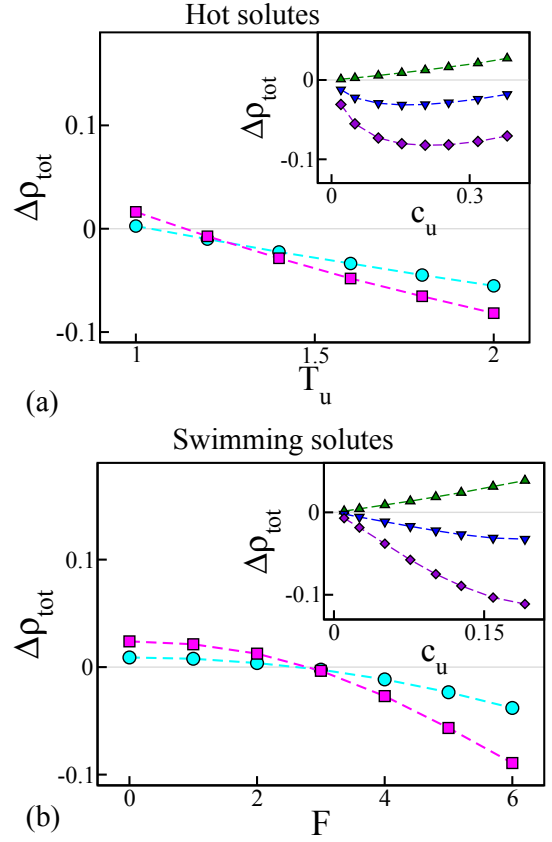 Hot solutes
Δρtot
0.1
0
-0.1
1
1.5
2
Tu
(a)
Δρtot
0
-0.1
0
0.3
cu
Swimming solutes
Δρtot
0.1
0
-0.1
0
2
4
6
F
(b)
Δρtot
0
-0.1
0
0.15
cu